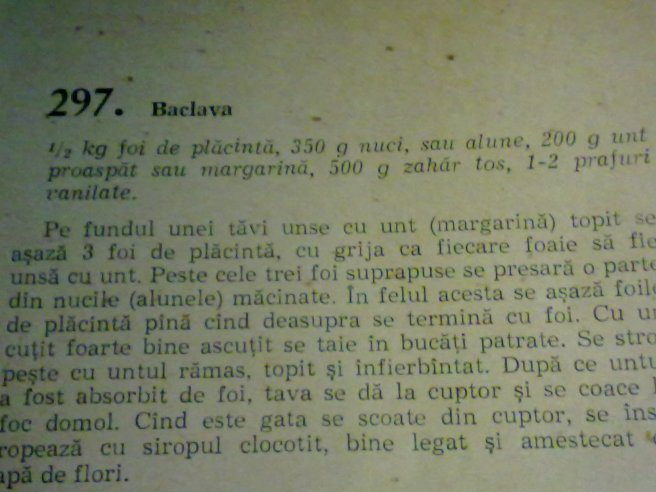 297. Baclava
1/2 kg foi de plăcintă, 350 g nuci, sau alune, 200 g unt
proaspăt sau margarină, 500 g zahăr tos, 1-2 prafuri
vanilate.
Pe fundul unei tăvi unse cu unt (margarină) topit se
așază 3 foi de plăcintă, cu grija ca fiecare foaie să fie
unsă cu unt. Peste cele trei foi suprapuse se presară o parte
din nucile (alunele) măcinate. În felul acesta se așază foile
de plăcintă pînă cînd deasupra se termină cu foi. Cu un
cuțit foarte bine ascuțit se taie în bucăți patrate. Se stro
pește cu untul rămas, topit și înfierbîntat. După ce untu
a fost absorbit de foi, tava se dă la cuptor și se coace
foc domol. Cînd este gata se scoate din cuptor, se îns
ropează cu siropul clocotit, bine legat și amestecat
apă de flori.